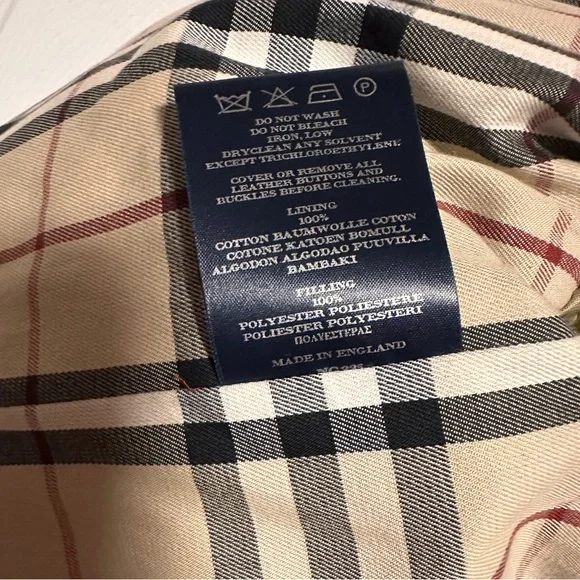 P
DO NOT WASH
DO NOT BLEACH
IRON, LOW
DRYCLEAN ANY SOLVENT
EXCEPT TRICHLOROETHYLENE
COVER OR REMOVE ALL
LEATHER BUTTONS AND
BUCKLES BEFORE CLEANING.
LINING
100%
COTTON BAUMWOLLE COTON
COTONE KATOEN BOMULL
ALGODON ALGODAO PUUVILLA
BAMBAKI
FILLING
100%
POLYESTER POLIESTERE
POLIESTER POLYESTERI
ΠΟΛΥΕΣΤΕΡΑΣ
MADE IN ENGLAND